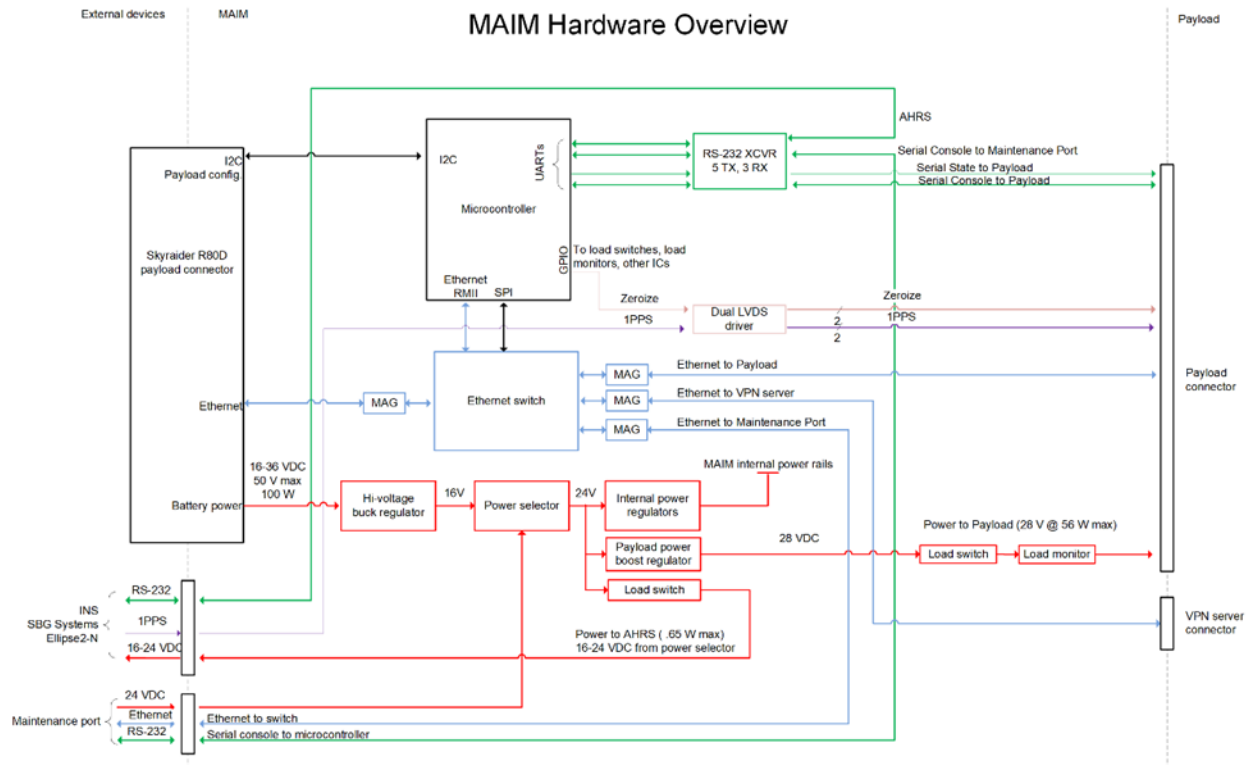 External devices
MAIM
MAIM Hardware Overview
Payload
AHRS
I2C
Payload config.
I2C
UARTs
RS-232 XCVR
5 TX, 3 RX
Serial Console to Maintenance Port
Serial State to Payload
Serial Console to Payload
Microcontroller
Skyraider R80D
payload connector
GPIO
To load switches, load
monitors, other ICs
Ethernet
RMII
SPI
Zeroize
1PPS
Dual LVDS
driver
2
2
Zeroize
1PPS
Ethernet to Payload
MAG
Payload
connector
Ethernet
MAG
Ethernet switch
MAG
Ethernet to VPN server
MAG
Ethernet to Maintenance Port
16-36 VDC
50 V max
100 W
MAIM internal power rails
Battery power
Hi-voltage
buck regulator
16V
Power selector
24V
Internal power
regulators
Payload power
boost regulator
28 VDC
Power to Payload (28 V @ 56 W max)
Load switch
Load monitor
Load switch
RS-232
INS
SBG Systems
Ellipse2-N
1PPS
16-24 VDC
Power to AHRS ( .65 W max)
16-24 VDC from power selector
VPN server
connector
24 VDC
Maintenance port
Ethernet
Ethernet to switch
RS-232
Serial console to microcontroller